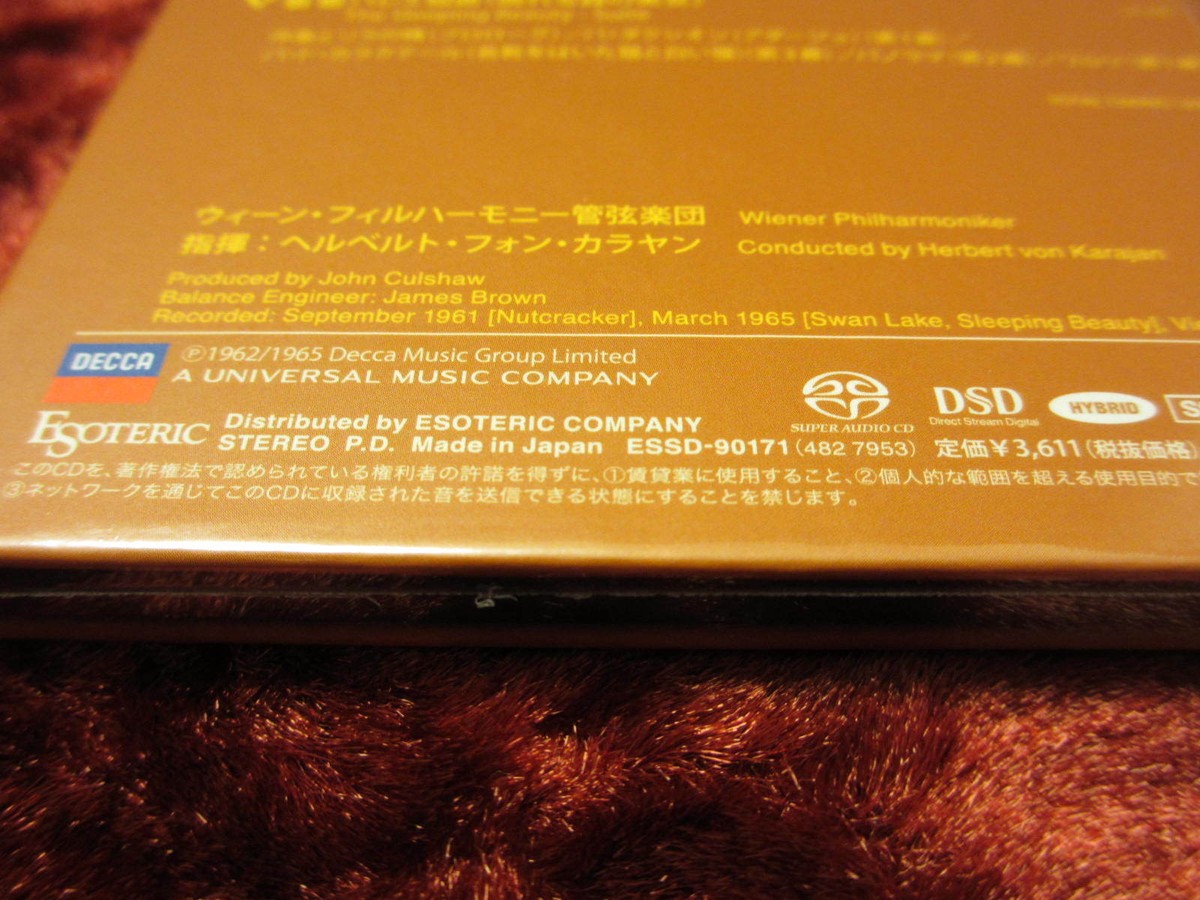 The Sleeping Beauty - Suite
ウィーン・フィルハーモニー管弦楽団 Wiener Philharmoniker
指揮：ヘルベルト・フォン・カラヤン Conducted by Herbert von Karajan
Produced by John Culshaw
Balance Engineer: James Brown
Recorded: September 1961 [Nutcracker], March 1965 [Swan Lake, Sleeping Beauty],
DECCA
℗1962/1965 Decca Music Group Limited
A UNIVERSAL MUSIC COMPANY
ESOTERIC
Distributed by ESOTERIC COMPANY
STEREO P.D. Made in Japan ESSD-90171 (482 7953) 定価￥3,611(税抜価格)
SUPER AUDIO CD
DSD
Direct Stream Digital
HYBRID
このCDを、著作権法で認められている権利者の許諾を得ずに、①賃貸業に使用すること、②個人的な範囲を超える使用目的で
③ネットワークを通じてこのCDに収録された音を送信できる状態にすることを禁じます。